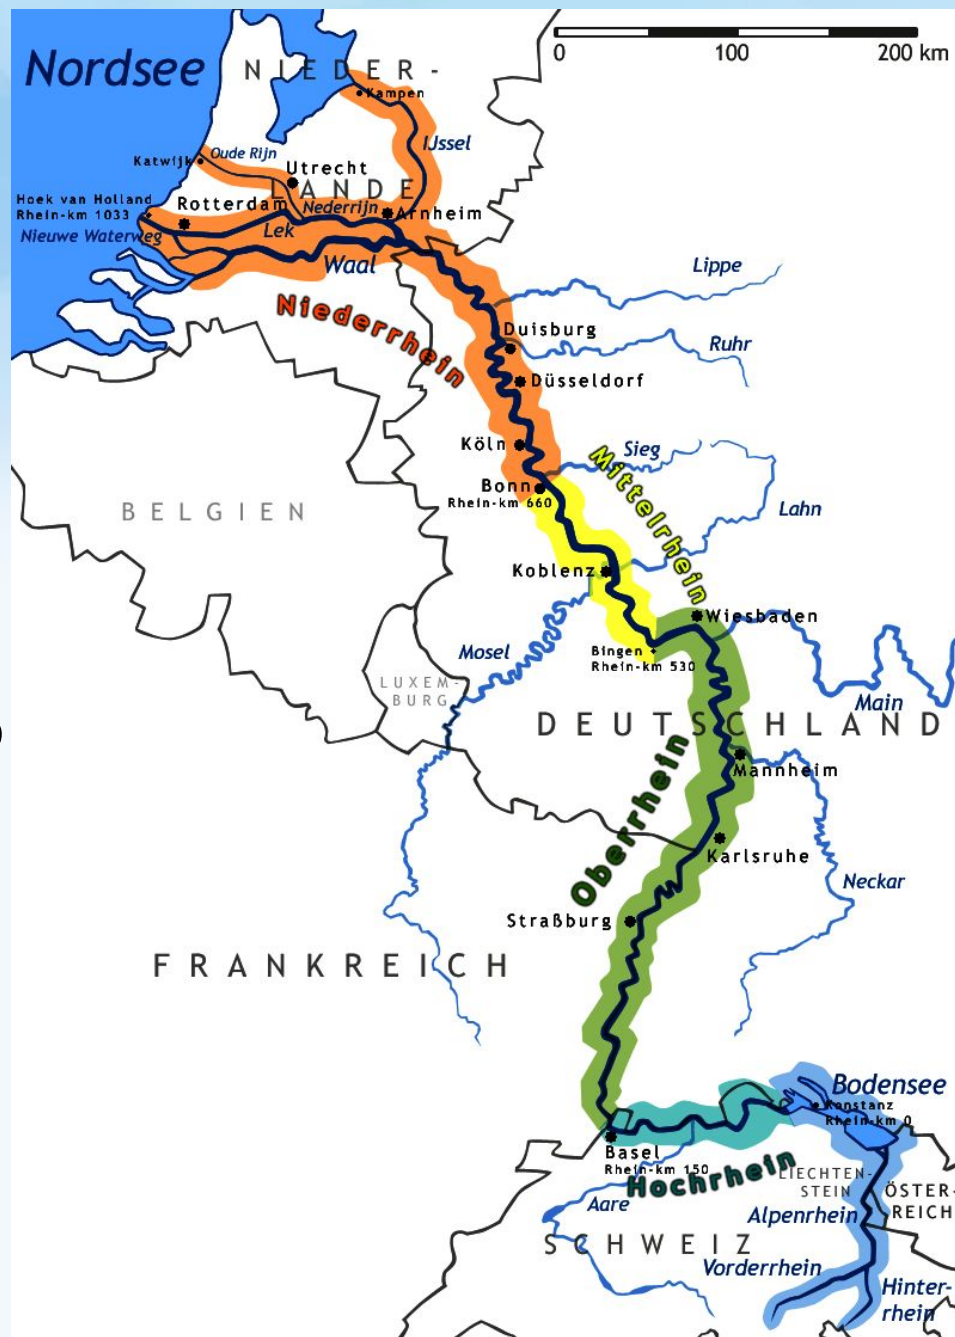 Nordsee
0 100 200 km
NIEDER-
LANDE
Kampen
IJssel
Katwijk
Oude Rijn
Utrecht
Hoek van Holland
Rhein-km 1033
Rotterdam
Nederrijn
Arnheim
Nieuwe Waterweg
Lek
Waal
Lippe
Niederrhein
Duisburg
Ruhr
Düsseldorf
Köln
Sieg
Mittelrhein
Bonn
Rhein-km 660
BELGIEN
Lahn
Koblenz
Wiesbaden
Mosel
Bingen
Rhein-km 530
LUXEM-
BURG
Main
DEUTSCHLAND
Mannheim
Oberrhein
Karlsruhe
Neckar
Straßburg
FRANKREICH
Bodensee
Konstanz
Rhein-km 0
Basel
Rhein-km 150
Hochrhein
LIECHTEN-
STEIN
ÖSTER-
REICH
Aare
Alpenrhein
SCHWEIZ
Vorderrhein
Hinter-
rhein